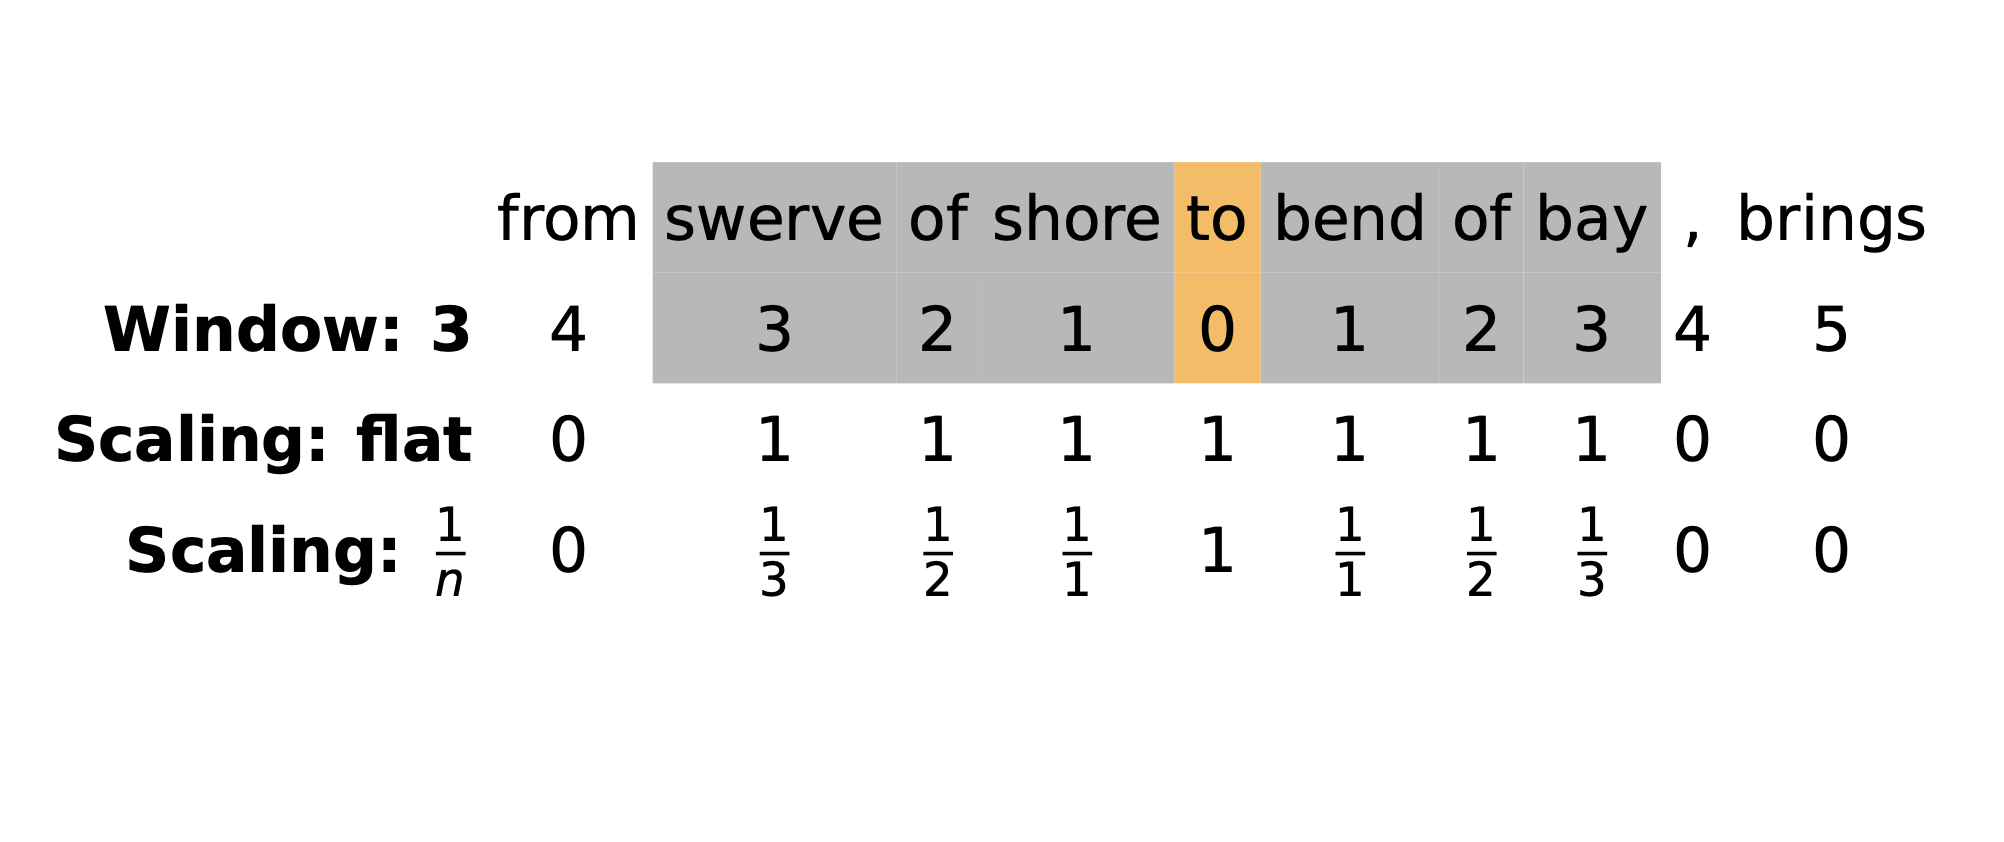 from swerve of shore to bend of bay , brings
Window: 3 4 3 2 1 0 1 2 3 4 5
Scaling: flat 0 1 1 1 1 1 1 1 0 0
Scaling: 1/n 0 1/3 1/2 1/1 1 1/1 1/2 1/3 0 0